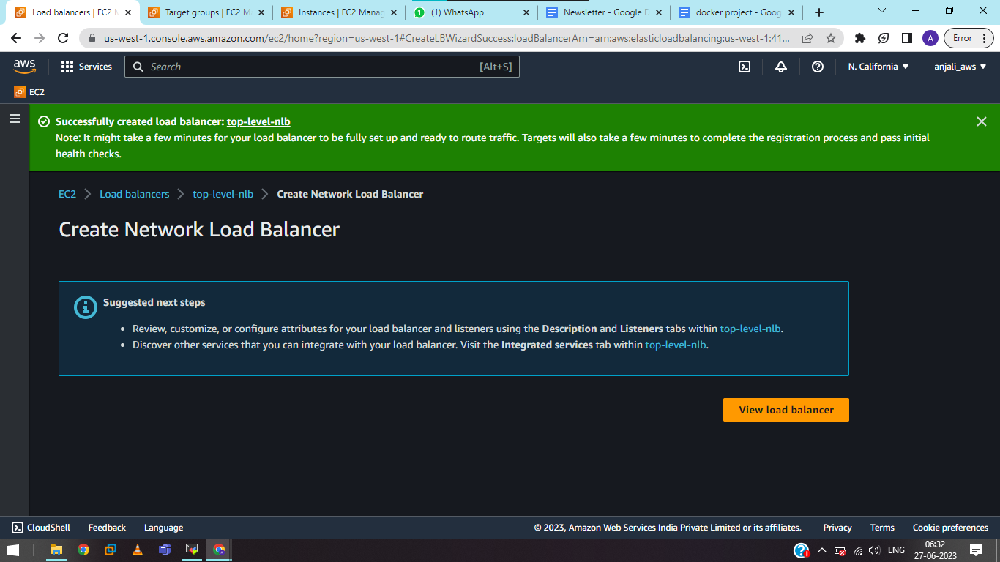 Load balancers | EC2 M
Target groups | EC2 M
Instances | EC2 Manag
(1) WhatsApp
Newsletter - Google D
docker project - Goog
us-west-1.console.aws.amazon.com/ec2/home?region=us-west-1#CreateLBWizardSuccess:loadBalancerArn=arn:aws:elasticloadbalancing:us-west-1:41...
A
Error
aws
Services
Search
[Alt+S]
N. California
anjali_aws
EC2
Successfully created load balancer: top-level-nlb
Note: It might take a few minutes for your load balancer to be fully set up and ready to route traffic. Targets will also take a few minutes to complete the registration process and pass initial
health checks.
EC2 > Load balancers > top-level-nlb > Create Network Load Balancer
Create Network Load Balancer
Suggested next steps
• Review, customize, or configure attributes for your load balancer and listeners using the Description and Listeners tabs within top-level-nlb.
• Discover other services that you can integrate with your load balancer. Visit the Integrated services tab within top-level-nlb.
View load balancer
CloudShell
Feedback
Language
© 2023, Amazon Web Services India Private Limited or its affiliates.
Privacy
Terms
Cookie preferences
ENG
06:32
27-06-2023